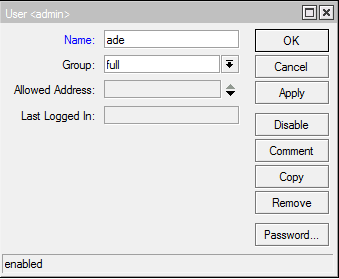 User <admin>
Name: ade
Group: full
Allowed Address:
Last Logged In:
OK
Cancel
Apply
Disable
Comment
Copy
Remove
Password...
enabled